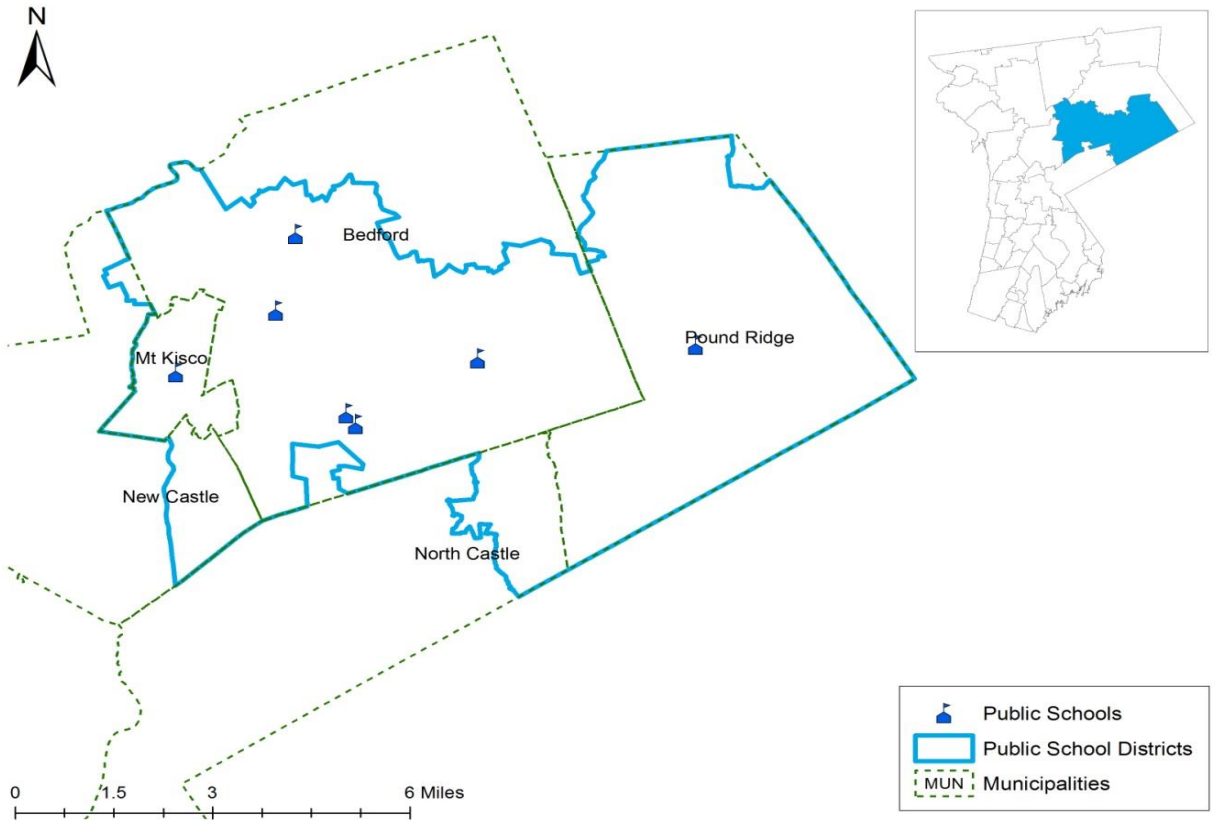 N
Bedford
Pound Ridge
Mt Kisco
New Castle
North Castle
Public Schools
Public School Districts
MUN Municipalities
0 1.5 3 6 Miles